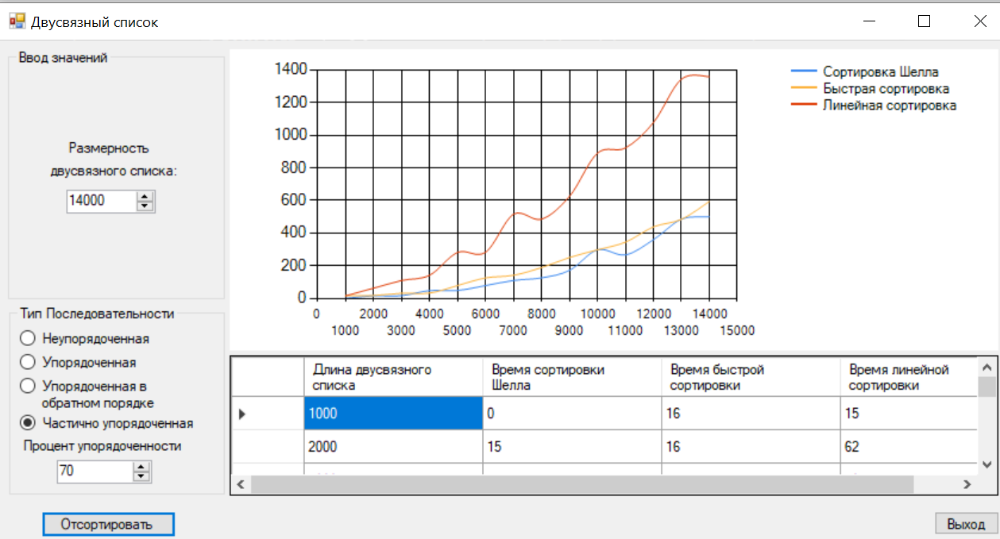 Двусвязный список
Ввод значений
Размерность
двусвязного списка:
14000
Тип Последовательности
Неупорядоченная
Упорядоченная
Упорядоченная в
обратном порядке
Частично упорядоченная
Процент упорядоченности
70
Отсортировать
1400
1200
1000
800
600
400
200
0
0 2000 4000 6000 8000 10000 12000 14000
1000 3000 5000 7000 9000 11000 13000 15000
Сортировка Шелла
Быстрая сортировка
Линейная сортировка
Длина двусвязного Время сортировки Время быстрой Время линейной
списка Шелла сортировки сортировки
1000 0 16 15
2000 15 16 62
Выход